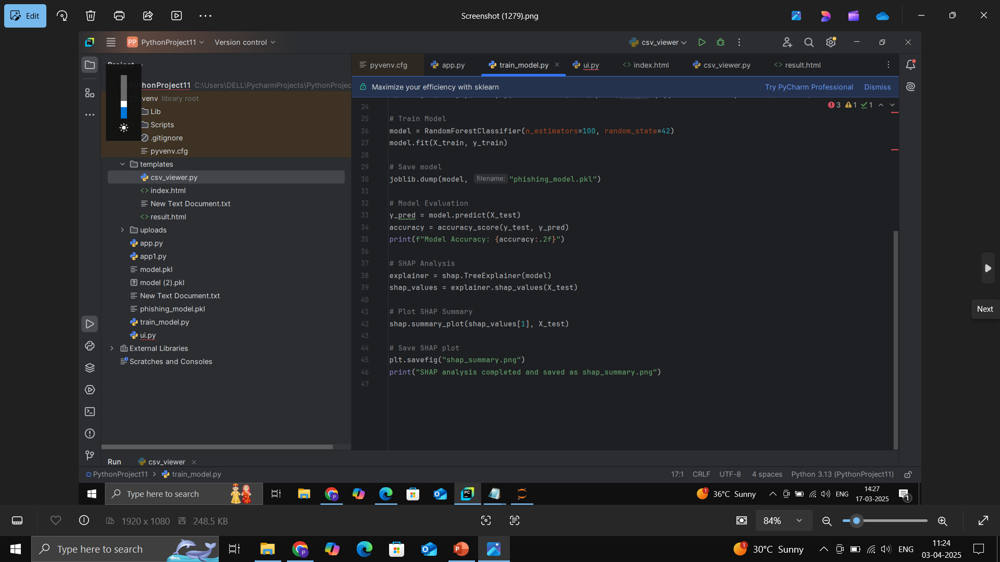 Edit
Screenshot (1279).png
PP PythonProject11
Version control
csv_viewer
Project
pyvenv.cfg
app.py
train_model.py
ui.py
index.html
csv_viewer.py
result.html
Maximize your efficiency with sklearn
Try PyCharm Professional
Dismiss
3 1 1
thonProject11 C:\Users\DELL\PycharmProjects\PythonProjec
.venv library root
Lib
Scripts
.gitignore
pyvenv.cfg
templates
csv_viewer.py
index.html
New Text Document.txt
result.html
uploads
app.py
app1.py
model.pkl
model (2).pkl
New Text Document.txt
phishing_model.pkl
train_model.py
ui.py
External Libraries
Scratches and Consoles
24
25 # Train Model
26 model = RandomForestClassifier(n_estimators=100, random_state=42)
27 model.fit(X_train, y_train)
28
29 # Save model
30 joblib.dump(model, filename: "phishing_model.pkl")
31
32 # Model Evaluation
33 y_pred = model.predict(X_test)
34 accuracy = accuracy_score(y_test, y_pred)
35 print(f"Model Accuracy: {accuracy:.2f}")
36
37 # SHAP Analysis
38 explainer = shap.TreeExplainer(model)
39 shap_values = explainer.shap_values(X_test)
40
41 # Plot SHAP Summary
42 shap.summary_plot(shap_values[1], X_test)
43
44 # Save SHAP plot
45 plt.savefig("shap_summary.png")
46 print("SHAP analysis completed and saved as shap_summary.png")
47
Next
Run csv_viewer
PythonProject11 > train_model.py
17:1 CRLF UTF-8 4 spaces Python 3.13 (PythonProject11)
Type here to search
36°C Sunny
ENG
14:27
17-03-2025
1920 x 1080
248.5 KB
84%
Type here to search
30°C Sunny
ENG
11:24
03-04-2025